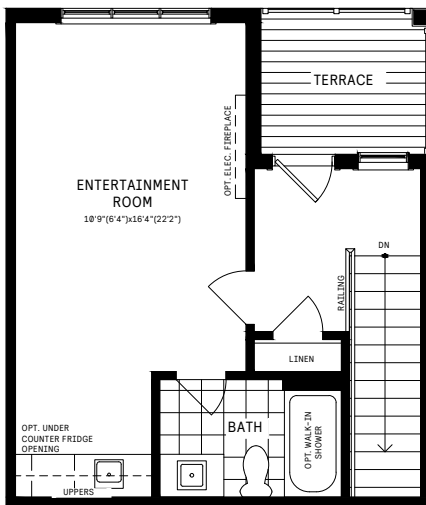 TERRACE
OPT. ELEC. FIREPLACE
ENTERTAINMENT
ROOM
10'9"(6'4")x16'4"(22'2")
DN
RAILING
LINEN
OPT. UNDER
COUNTER FRIDGE
OPENING
BATH
OPT. WALK-IN
SHOWER
UPPERS